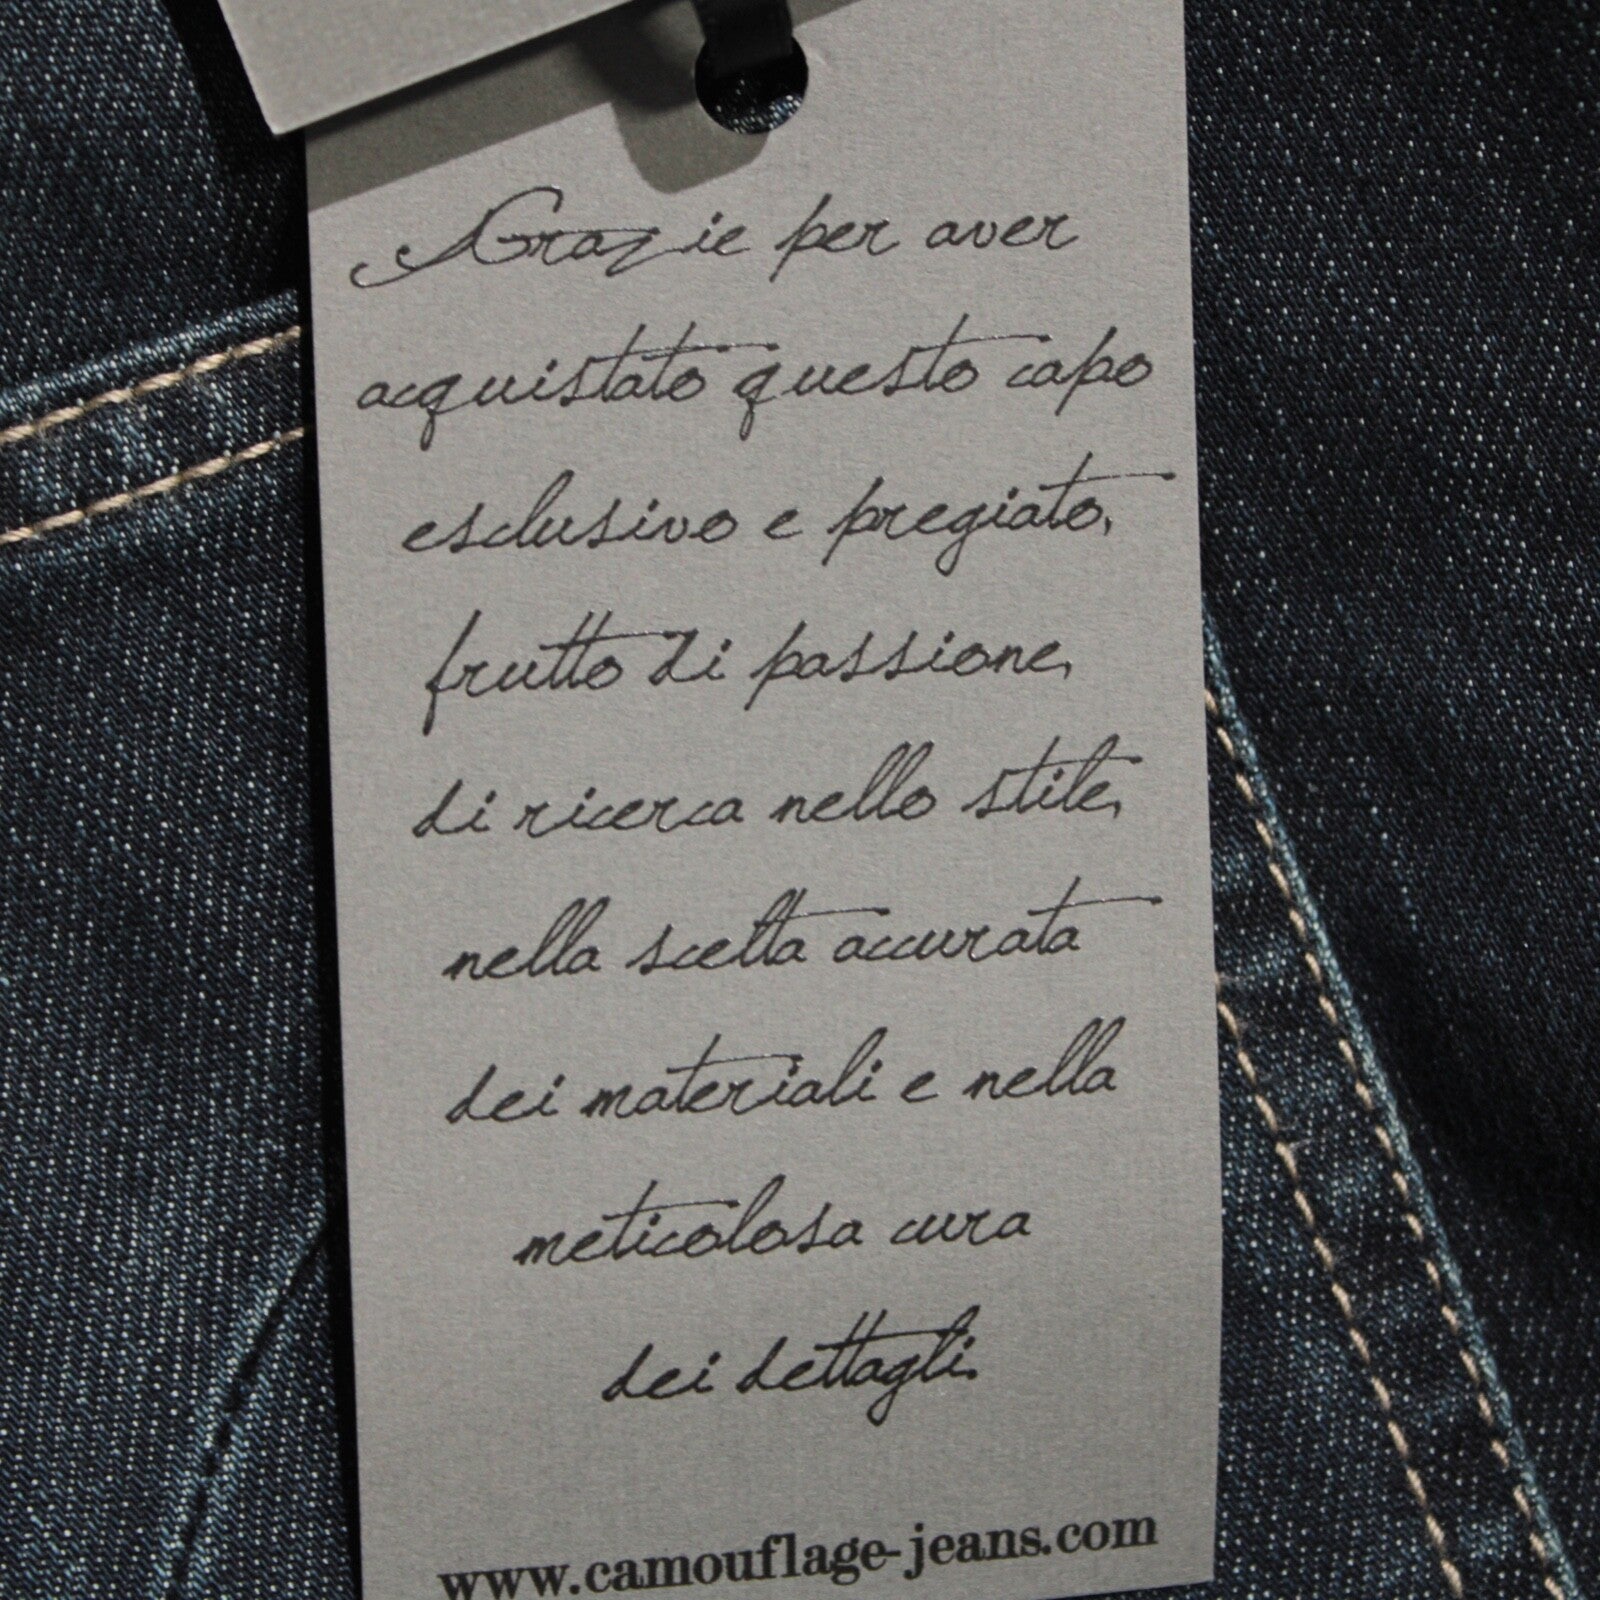 Grazie per aver
acquistato questo capo
esclusivo e pregiato,
frutto di passione,
di ricerca nello stile,
nella scelta accurata
dei materiali e nella
meticolosa cura
dei dettagli.
www.camouflage-jeans.com